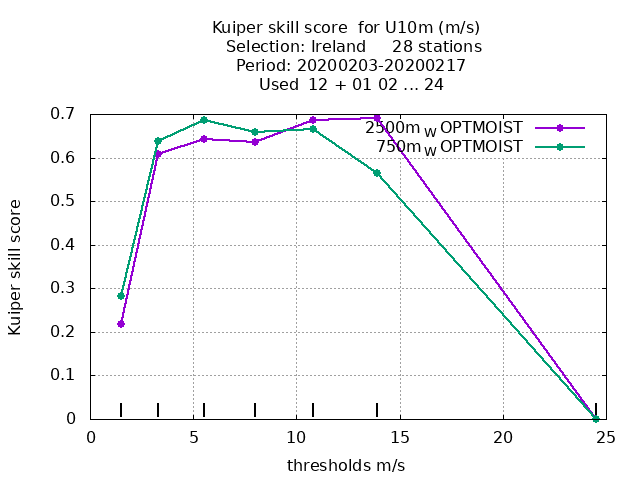 Kuiper skill score for U10m (m/s)
Selection: Ireland 28 stations
Period: 20200203-20200217
Used 12 + 01 02 ... 24
2500m W OPTMOIST
750m W OPTMOIST
Kuiper skill score
0.7
0.6
0.5
0.4
0.3
0.2
0.1
0
0 5 10 15 20 25
thresholds m/s